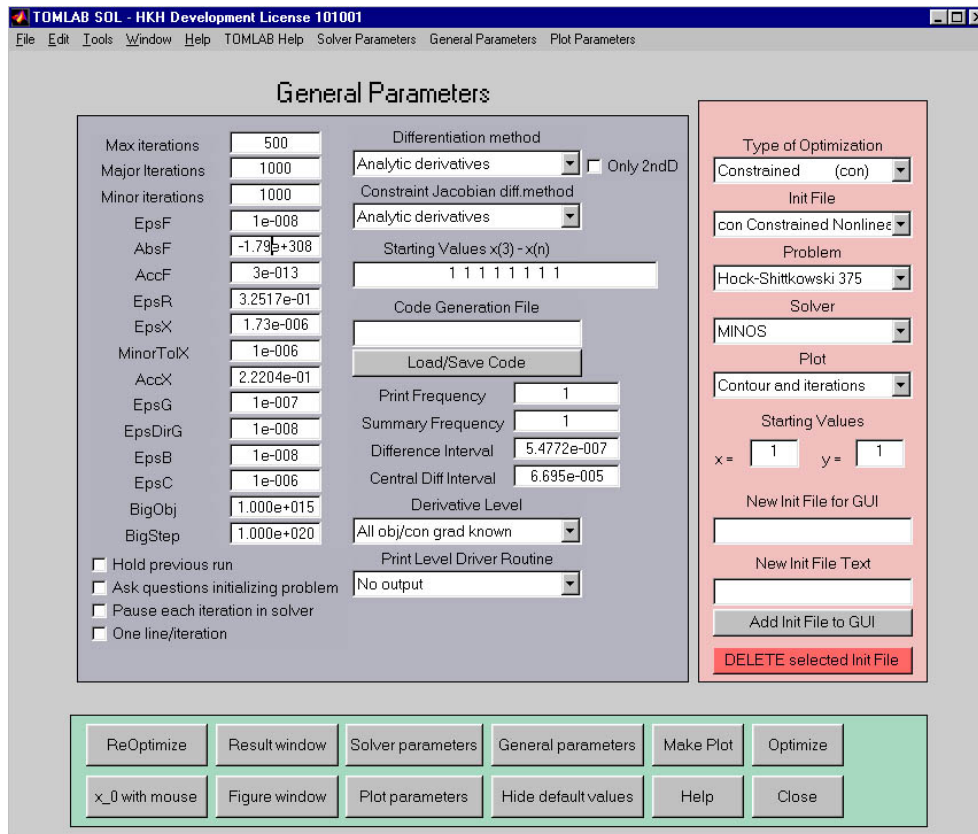 TOMLAB SOL - HKH Development License 101001
File Edit Tools Window Help TOMLAB Help Solver Parameters General Parameters Plot Parameters
General Parameters
Max iterations 500
Major Iterations 1000
Minor iterations 1000
EpsF 1e-008
AbsF -1.79e+308
AccF 3e-013
EpsR 3.2517e-01
EpsX 1.73e-006
MinorTolX 1e-006
AccX 2.2204e-01
EpsG 1e-007
EpsDirG 1e-008
EpsB 1e-008
EpsC 1e-006
BigObj 1.000e+015
BigStep 1.000e+020
Hold previous run
Ask questions initializing problem
Pause each iteration in solver
One line/iteration
Differentiation method
Analytic derivatives Only 2ndD
Constraint Jacobian diff.method
Analytic derivatives
Starting Values x(3) - x(n)
1 1 1 1 1 1 1 1
Code Generation File
Load/Save Code
Print Frequency 1
Summary Frequency 1
Difference Interval 5.4772e-007
Central Diff Interval 6.695e-005
Derivative Level
All obj/con grad known
Print Level Driver Routine
No output
Type of Optimization
Constrained (con)
Init File
con Constrained Nonlinea
Problem
Hock-Shittkowski 375
Solver
MINOS
Plot
Contour and iterations
Starting Values
x = 1 y = 1
New Init File for GUI
New Init File Text
Add Init File to GUI
DELETE selected Init File
ReOptimize Result window Solver parameters General parameters Make Plot Optimize
x_0 with mouse Figure window Plot parameters Hide default values Help Close